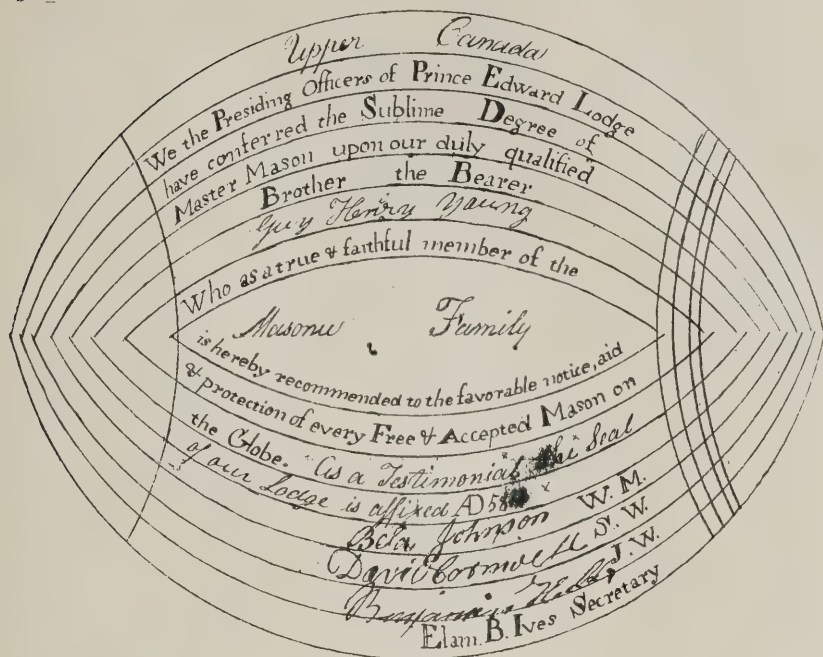 Upper Canada
We the Presiding Officers of Prince Edward Lodge
have conferred the Sublime Degree of
Master Mason upon our duly qualified
Brother the Bearer
Guy Henry Young
Who as a true & faithful member of the
Masonic Family
is hereby recommended to the favorable notice, aid
& protection of every Free & Accepted Mason on
the Globe. As a Testimonial the Seal
of our Lodge is affixed AD 58
Bela Johnson W. M.
David Cornwell S. W.
Benjamin J. W.
Elam. B. Ives Secretary